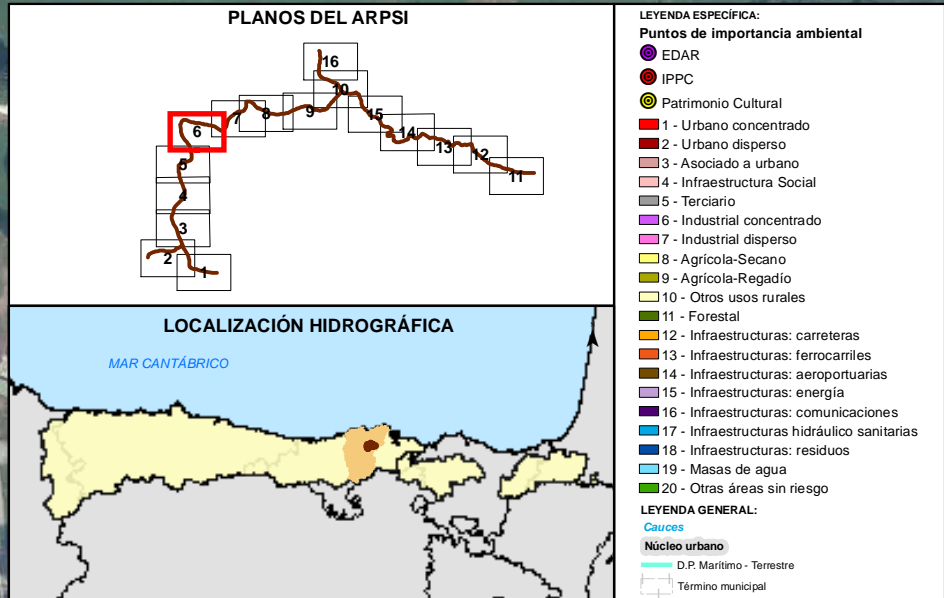 PLANOS DEL ARPSI
16
10
7
8
9
15
6
14
13
12
5
11
4
3
2
1
LOCALIZACIÓN HIDROGRÁFICA
MAR CANTÁBRICO
LEYENDA ESPECÍFICA:
Puntos de importancia ambiental
EDAR
IPPC
Patrimonio Cultural
1 - Urbano concentrado
2 - Urbano disperso
3 - Asociado a urbano
4 - Infraestructura Social
5 - Terciario
6 - Industrial concentrado
7 - Industrial disperso
8 - Agrícola-Secano
9 - Agrícola-Regadío
10 - Otros usos rurales
11 - Forestal
12 - Infraestructuras: carreteras
13 - Infraestructuras: ferrocarriles
14 - Infraestructuras: aeroportuarias
15 - Infraestructuras: energía
16 - Infraestructuras: comunicaciones
17 - Infraestructuras hidráulico sanitarias
18 - Infraestructuras: residuos
19 - Masas de agua
20 - Otras áreas sin riesgo
LEYENDA GENERAL:
Cauces
Núcleo urbano
D.P. Marítimo - Terrestre
Término municipal